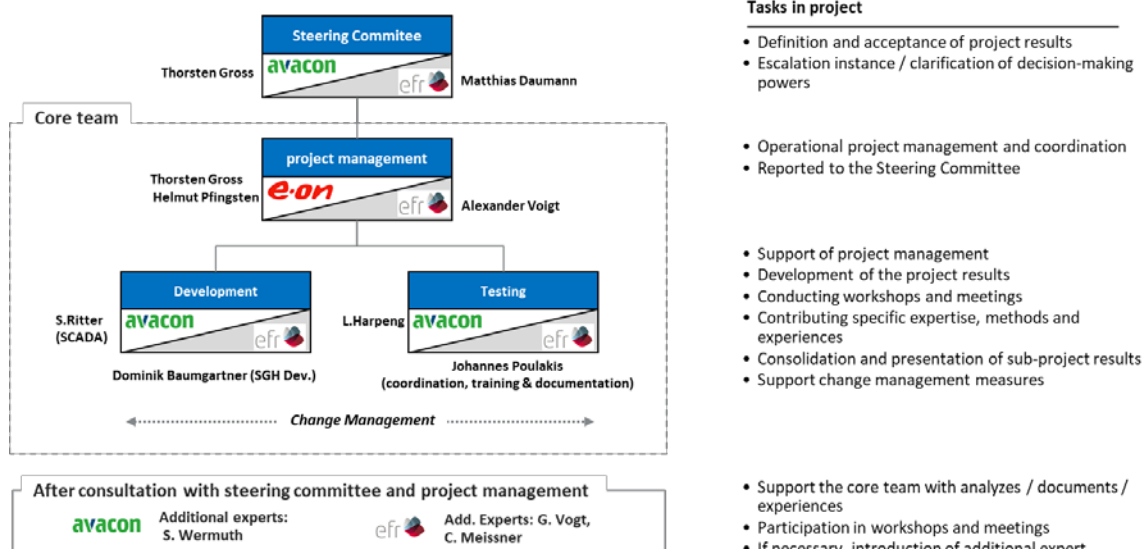 Steering Commitee
avacon
efr
Thorsten Gross
Matthias Daumann
Core team
project management
Thorsten Gross
Helmut Pfingsten
e·on
efr
Alexander Voigt
Development
S.Ritter
(SCADA)
avacon
efr
Dominik Baumgartner (SGH Dev.)
Testing
L.Harpeng
avacon
efr
Johannes Poulakis
(coordination, training & documentation)
Change Management
After consultation with steering committee and project management
avacon
Additional experts:
S. Wermuth
efr
Add. Experts: G. Vogt,
C. Meissner
Tasks in project
• Definition and acceptance of project results
• Escalation instance / clarification of decision-making
powers
• Operational project management and coordination
• Reported to the Steering Committee
• Support of project management
• Development of the project results
• Conducting workshops and meetings
• Contributing specific expertise, methods and
experiences
• Consolidation and presentation of sub-project results
• Support change management measures
• Support the core team with analyzes / documents /
experiences
• Participation in workshops and meetings
• If necessary, introduction of additional expert